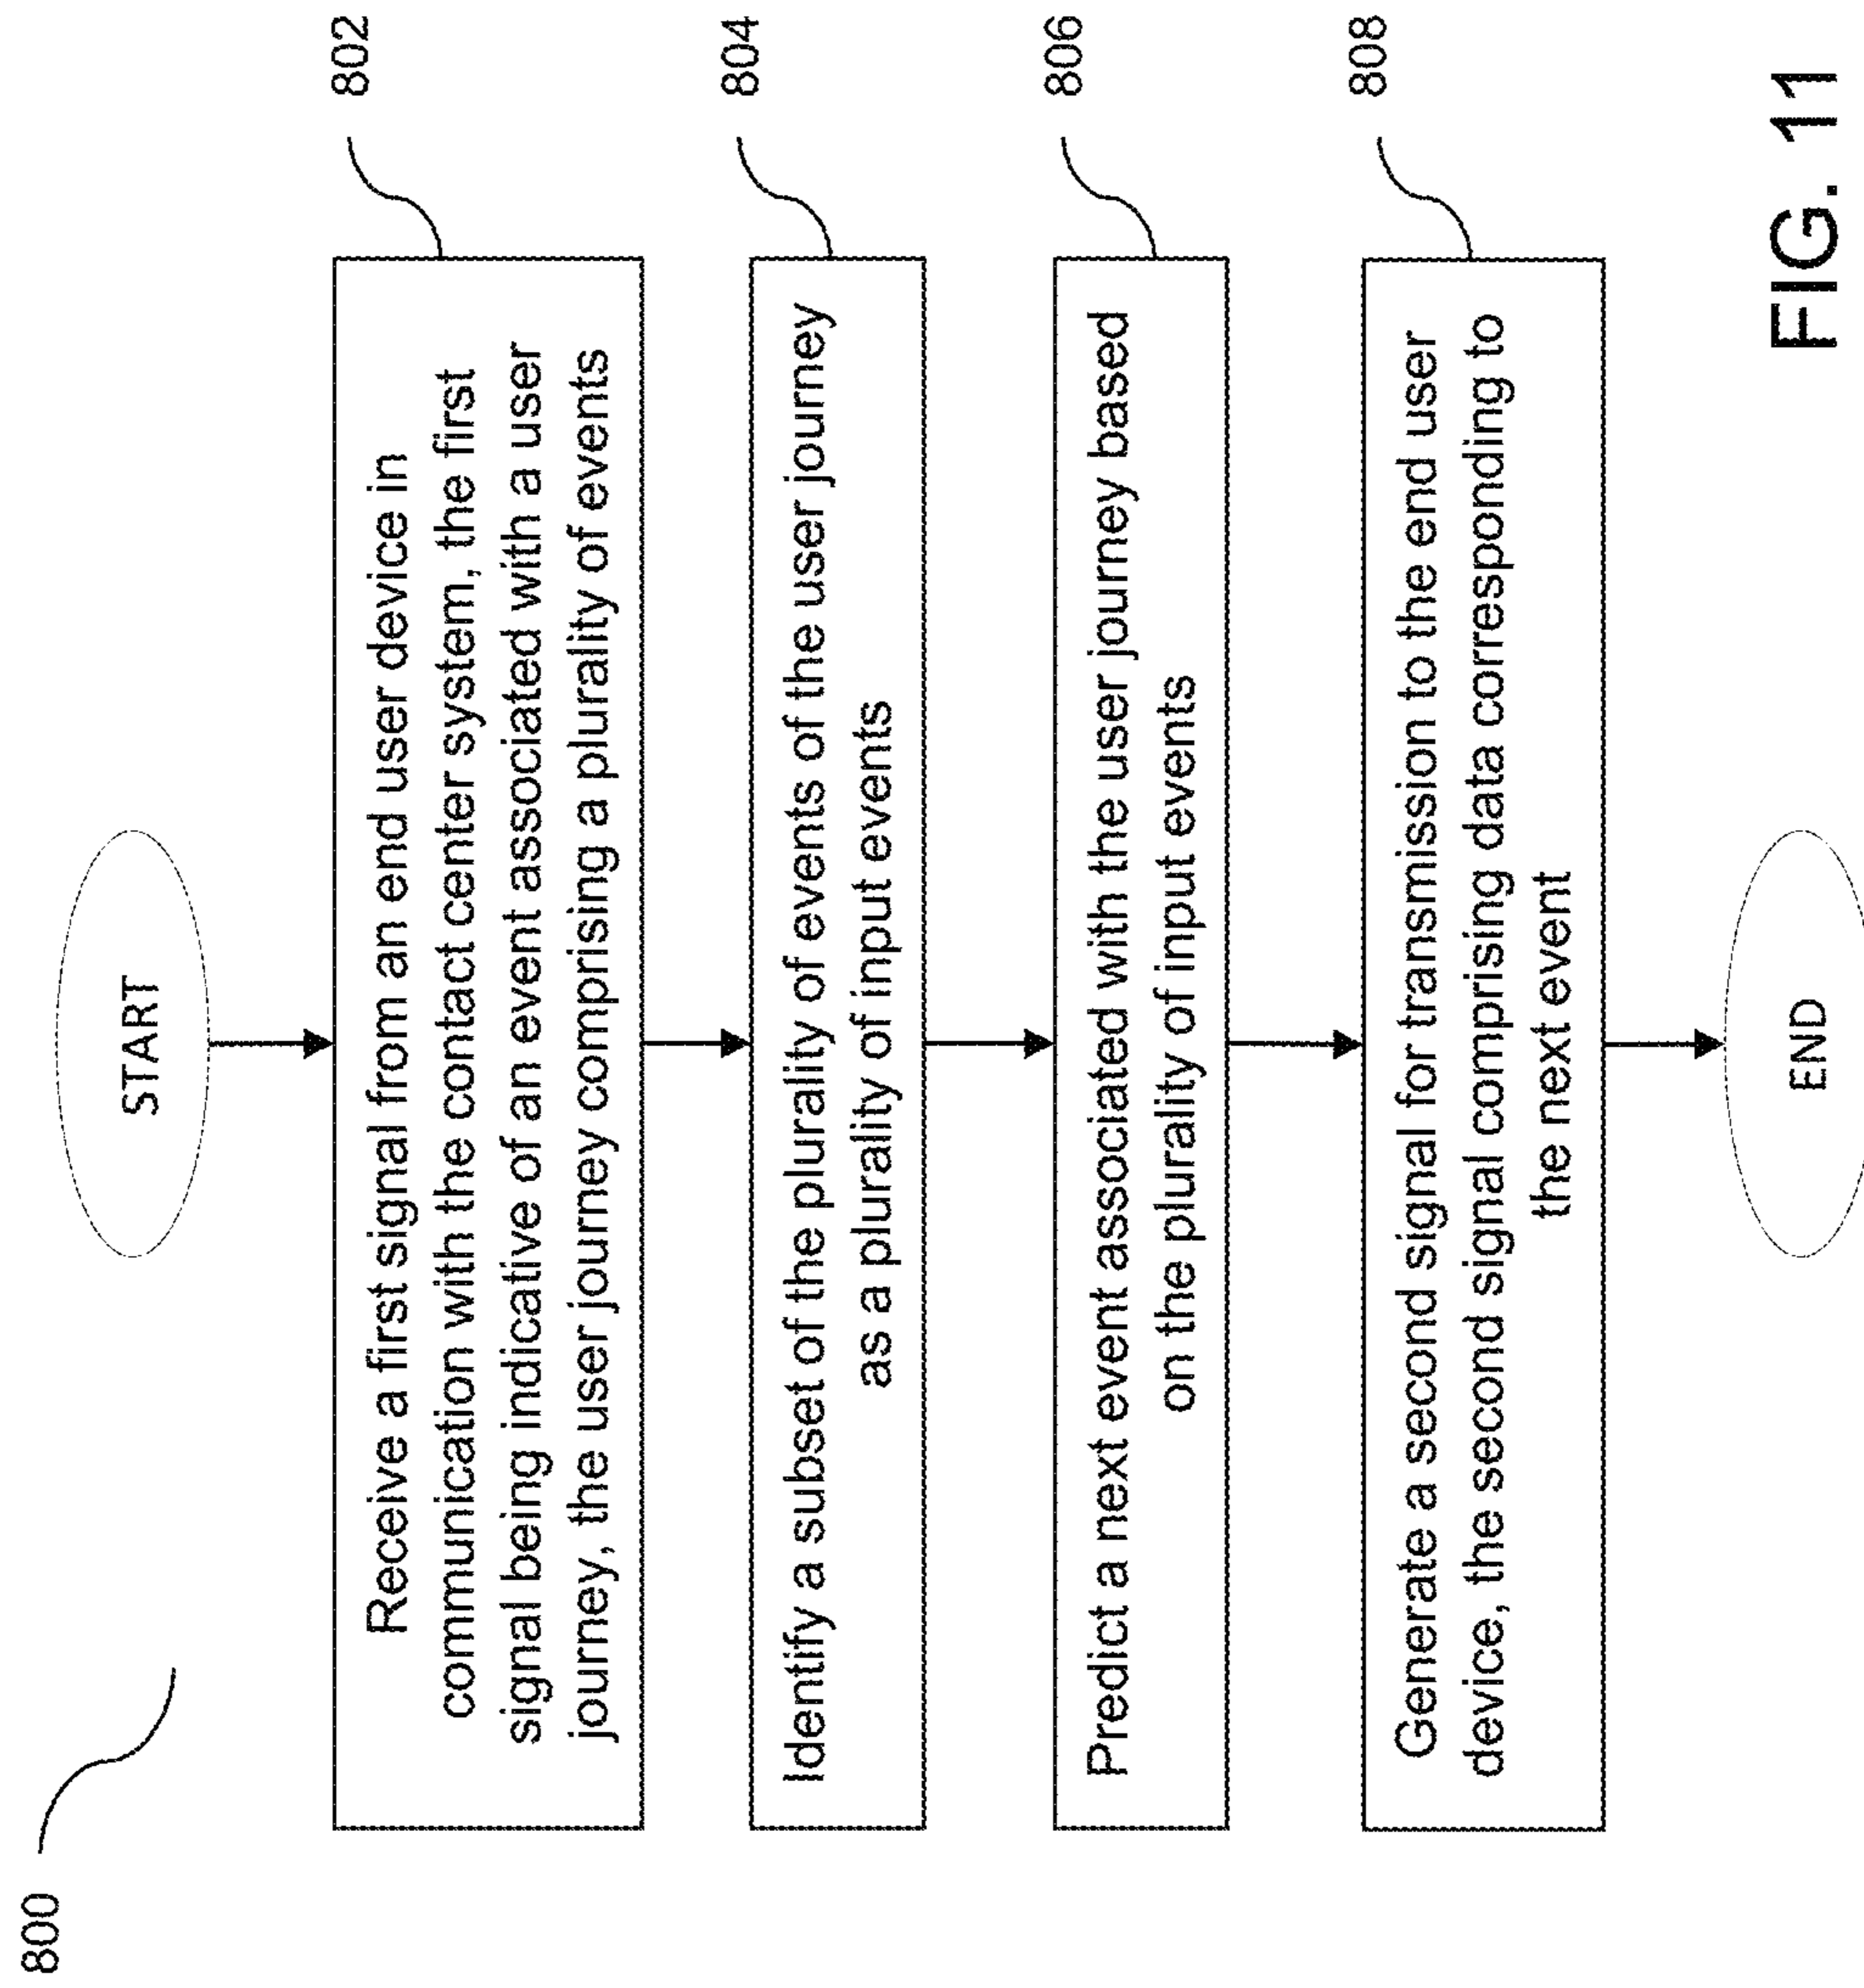 800
START
802
Receive a first signal from an end user device in
communication with the contact center system, the first
signal being indicative of an event associated with a user
journey, the user journey comprising a plurality of events
804
Identify a subset of the plurality of events of the user journey
as a plurality of input events
806
Predict a next event associated with the user journey based
on the plurality of input events
808
Generate a second signal for transmission to the end user
device, the second signal comprising data corresponding to
the next event
END
FIG. 11